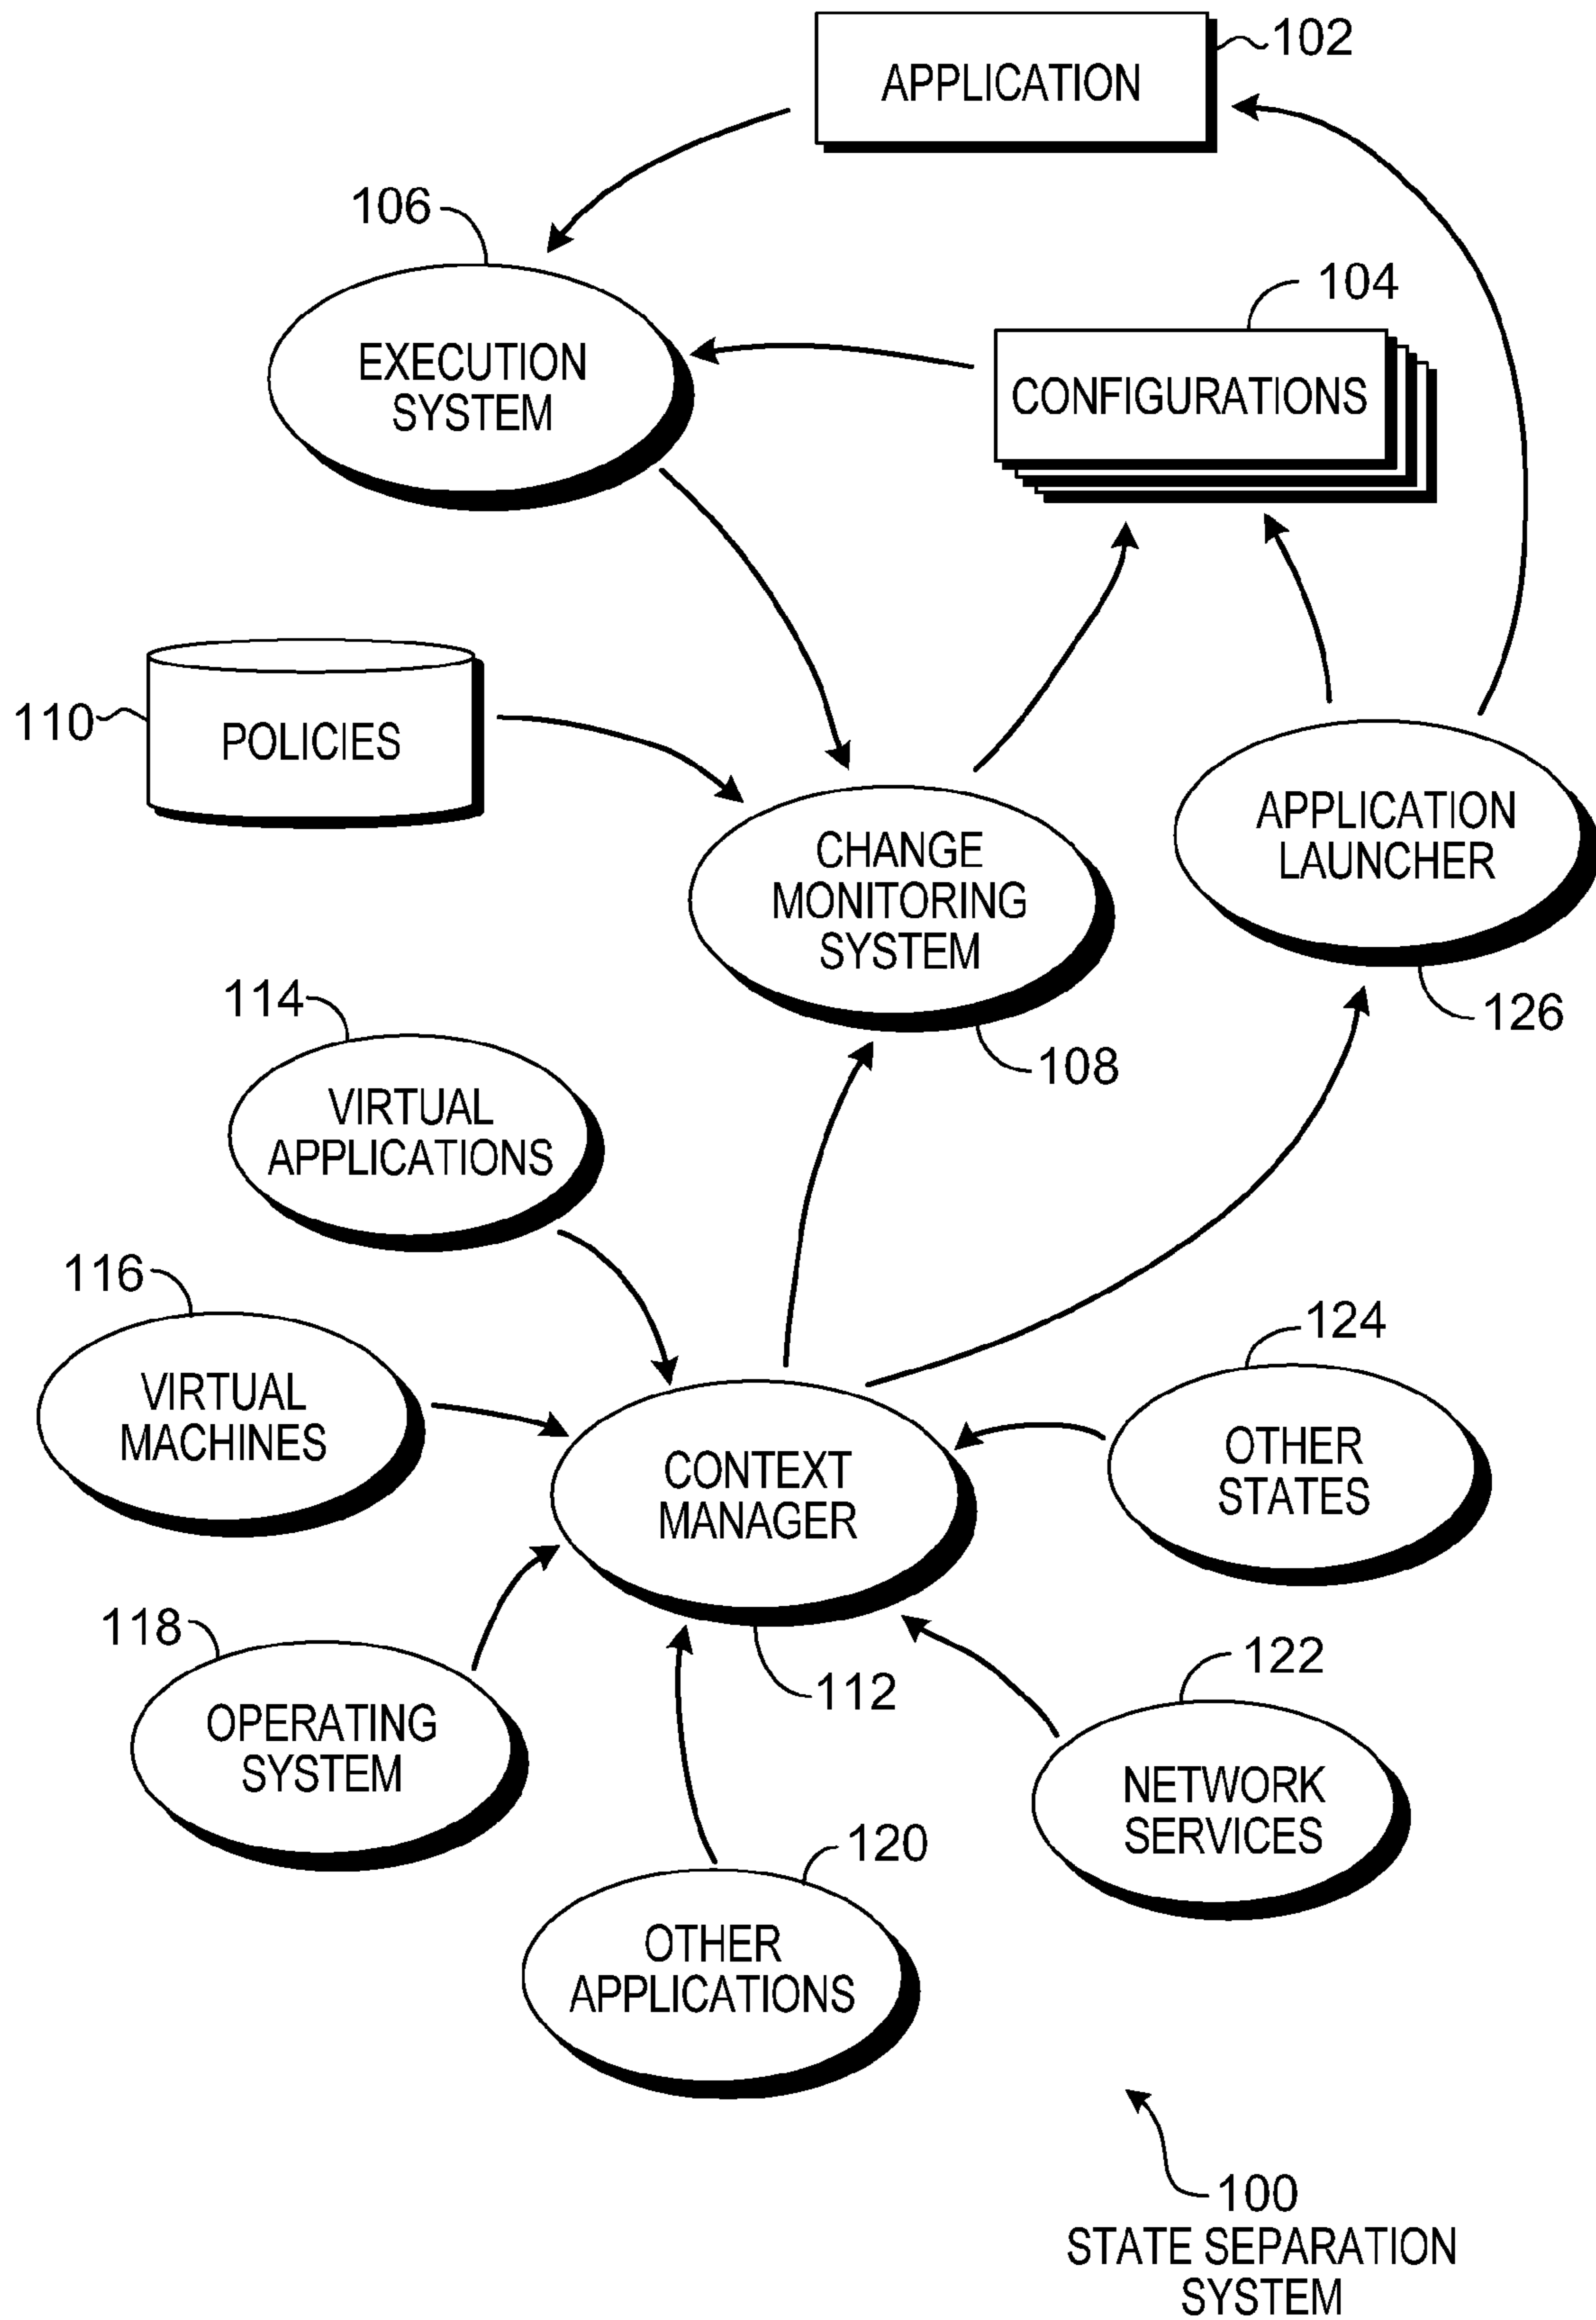 102
APPLICATION
106
104
EXECUTION
SYSTEM
CONFIGURATIONS
110
POLICIES
APPLICATION
LAUNCHER
CHANGE
MONITORING
SYSTEM
126
114
108
VIRTUAL
APPLICATIONS
116
124
VIRTUAL
MACHINES
OTHER
STATES
CONTEXT
MANAGER
118
122
112
OPERATING
SYSTEM
NETWORK
SERVICES
120
OTHER
APPLICATIONS
100
STATE SEPARATION
SYSTEM